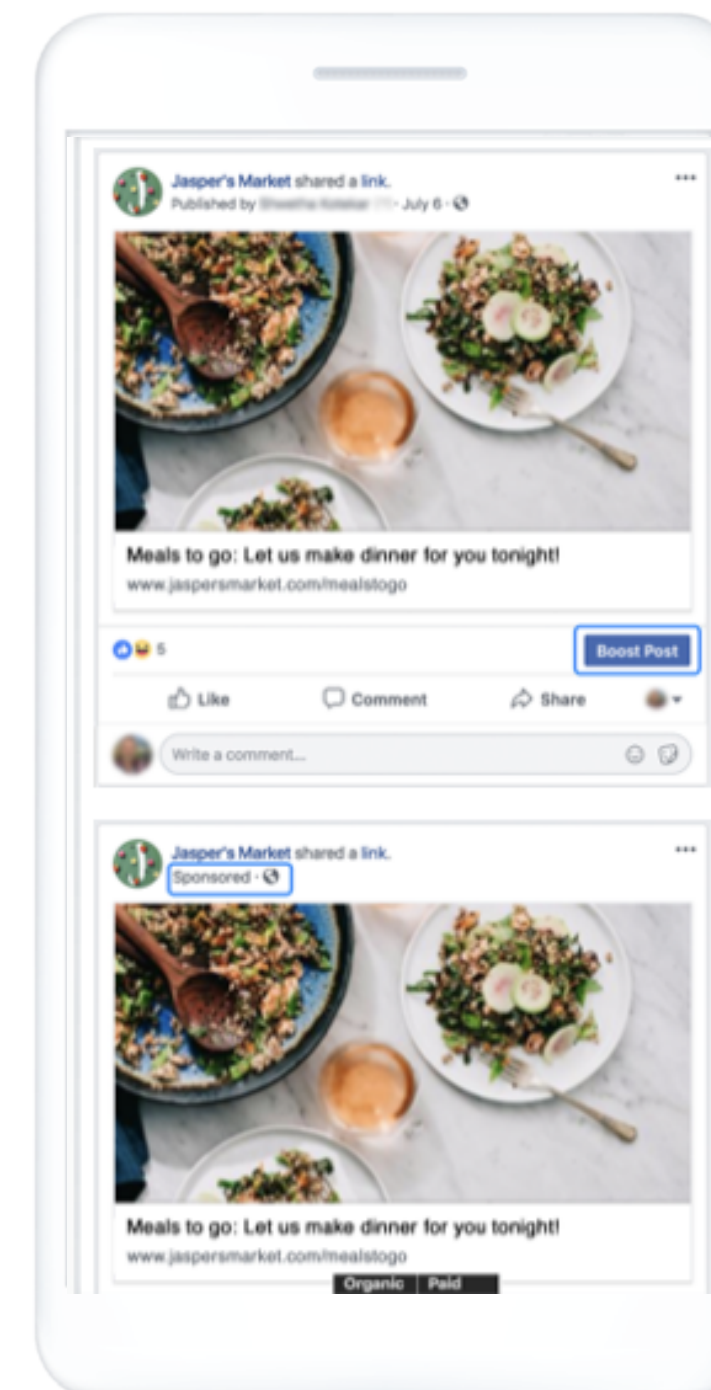 Jasper's Market shared a link.
Published by · July 6 ·
Meals to go: Let us make dinner for you tonight!
www.jaspersmarket.com/mealstogo
5
Boost Post
Like
Comment
Share
Write a comment...
Jasper's Market shared a link.
Sponsored ·
Meals to go: Let us make dinner for you tonight!
www.jaspersmarket.com/mealstogo
Organic Paid